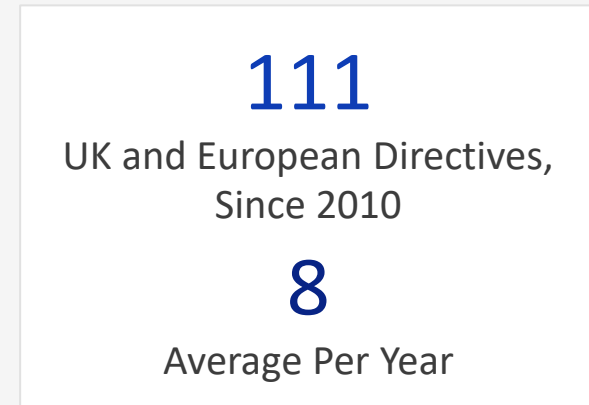 111
UK and European Directives,
Since 2010
8
Average Per Year